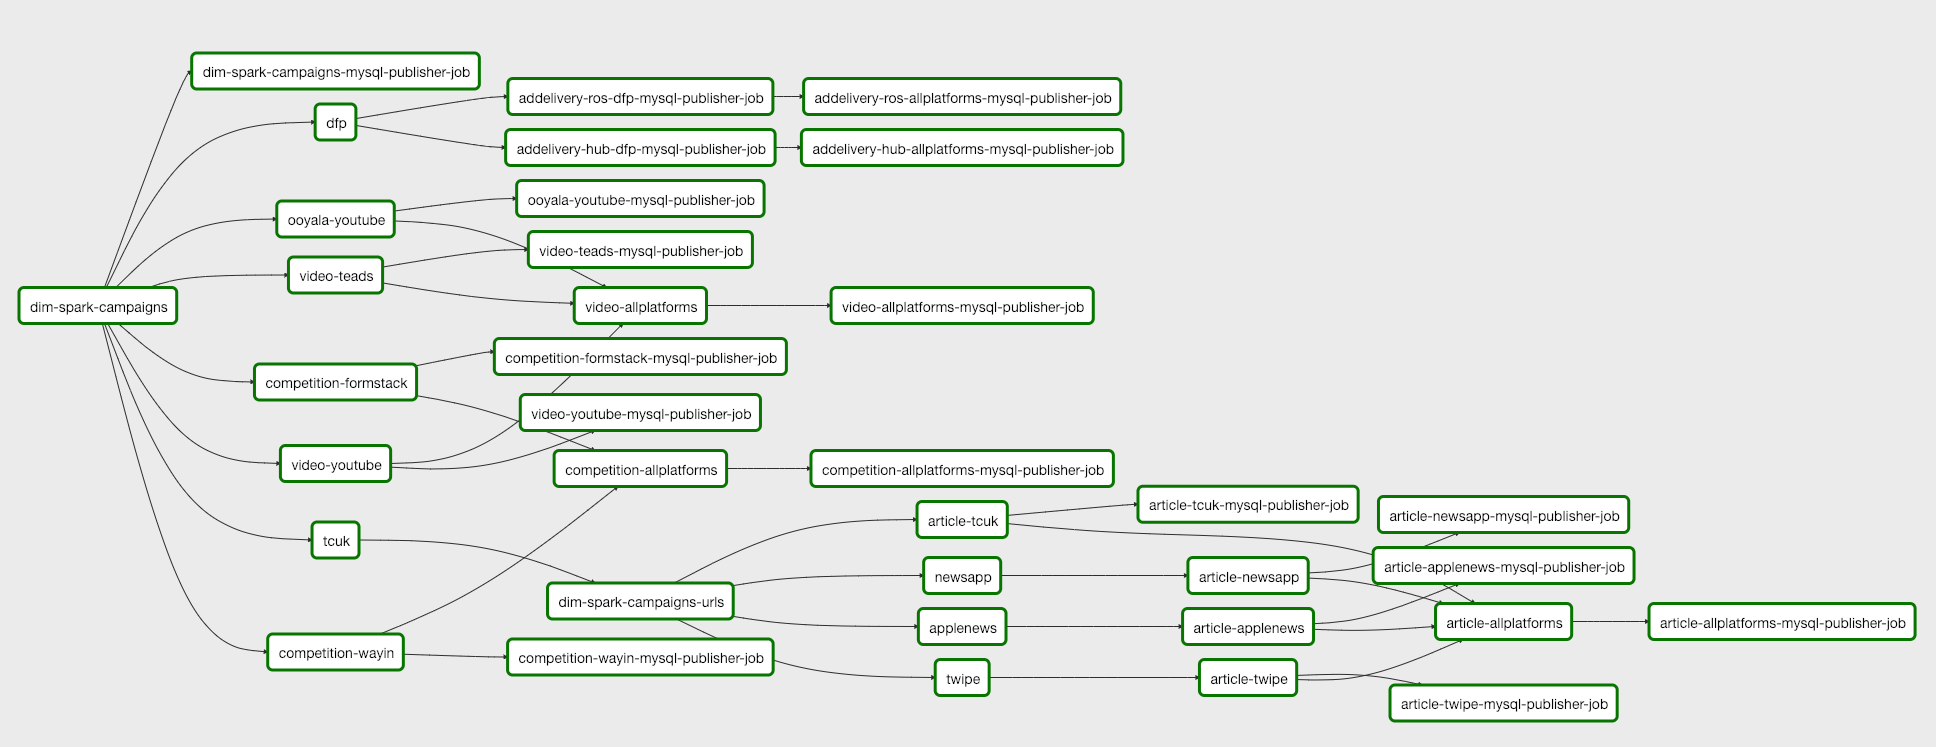 dim-spark-campaigns-mysql-publisher-job
dfp
addelivery-ros-dfp-mysql-publisher-job
addelivery-ros-allplatforms-mysql-publisher-job
addelivery-hub-dfp-mysql-publisher-job
addelivery-hub-allplatforms-mysql-publisher-job
ooyala-youtube
ooyala-youtube-mysql-publisher-job
video-teads
video-teads-mysql-publisher-job
dim-spark-campaigns
video-allplatforms
video-allplatforms-mysql-publisher-job
competition-formstack
competition-formstack-mysql-publisher-job
video-youtube-mysql-publisher-job
video-youtube
competition-allplatforms
competition-allplatforms-mysql-publisher-job
tcuk
article-tcuk
article-tcuk-mysql-publisher-job
article-newsapp-mysql-publisher-job
newsapp
article-newsapp
article-applenews-mysql-publisher-job
dim-spark-campaigns-urls
applenews
article-applenews
article-allplatforms
article-allplatforms-mysql-publisher-job
competition-wayin
competition-wayin-mysql-publisher-job
twipe
article-twipe
article-twipe-mysql-publisher-job